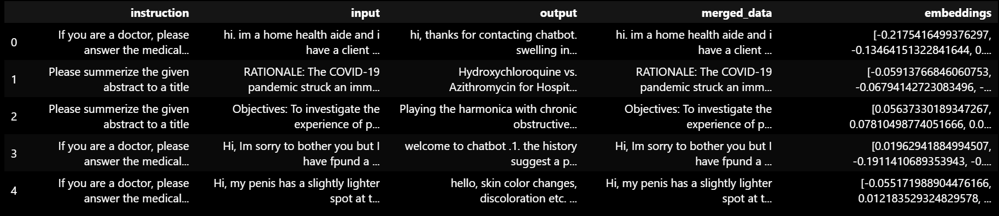 instruction input output merged_data embeddings
0 If you are a doctor, please answer the medical... hi. im a home health aide and i have a client ... hi, thanks for contacting chatbot. swelling in... hi. im a home health aide and i have a client ... [-0.2175416499376297, -0.13464151322841644, 0....
1 Please summerize the given abstract to a title RATIONALE: The COVID-19 pandemic struck an imm... Hydroxychloroquine vs. Azithromycin for Hospit... RATIONALE: The COVID-19 pandemic struck an imm... [-0.05913766846060753, -0.06794142723083496, -...
2 Please summerize the given abstract to a title Objectives: To investigate the experience of p... Playing the harmonica with chronic obstructive... Objectives: To investigate the experience of p... [0.05637330189347267, 0.07810498774051666, 0.0...
3 If you are a doctor, please answer the medical... Hi, Im sorry to bother you but I have fpund a ... welcome to chatbot .1. the history suggest a p... Hi, Im sorry to bother you but I have fpund a ... [0.01962941884994507, -0.1911410689353943, -0....
4 If you are a doctor, please answer the medical... Hi, my penis has a slightly lighter spot at t... hello, skin color changes, discoloration etc. ... Hi, my penis has a slightly lighter spot at t... [-0.055171988904476166, 0.012183529324829578, ...